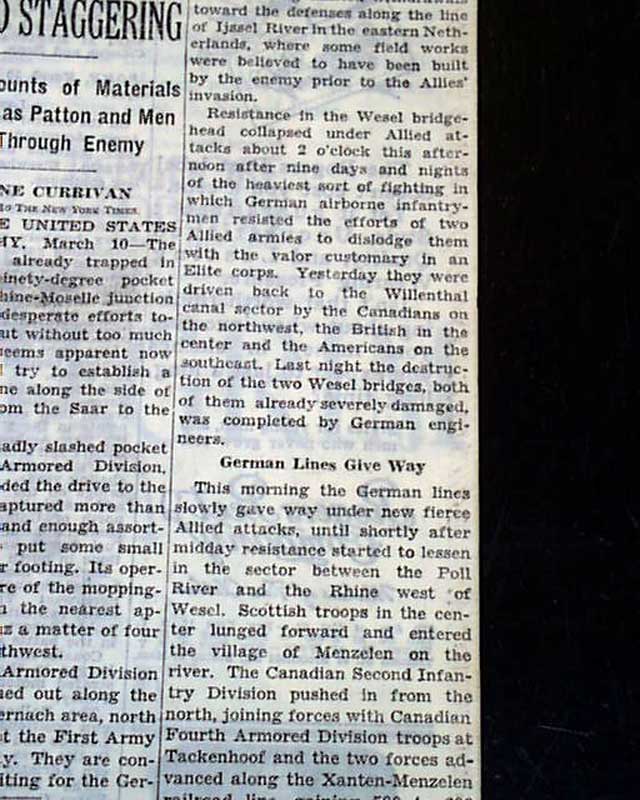 STAGGERING
ounts of Materials
as Patton and Men
Through Enemy
NE CURRIVAN
TO THE NEW YORK TIMES.
E UNITED STATES
MY, March 10—The
already trapped in
inety-degree pocket
hine-Moselle junction
desperate efforts to-
ut without too much
seems apparent now
try to establish a
ne along the side of
om the Saar to the
adly slashed pocket
Armored Division,
ded the drive to the
aptured more than
and enough assort-
put some small
r footing. Its oper-
re of the mopping-
n the nearest ap-
as a matter of four
thwest.
Armored Division
hed out along the
ernach area, north
t the First Army
y. They are con-
iting for the Ger-
toward the defenses along the line
of Ijssel River in the eastern Neth-
erlands, where some field works
were believed to have been built
by the enemy prior to the Allies'
invasion.
Resistance in the Wesel bridge-
head collapsed under Allied at-
tacks about 2 o'clock this after-
noon after nine days and nights
of the heaviest sort of fighting in
which German airborne infantry-
men resisted the efforts of two
Allied armies to dislodge them
with the valor customary in an
Elite corps. Yesterday they were
driven back to the Willenthal
canal sector by the Canadians on
the northwest, the British in the
center and the Americans on the
southeast. Last night the destruc-
tion of the two Wesel bridges, both
of them already severely damaged,
was completed by German engi-
neers.
German Lines Give Way
This morning the German lines
slowly gave way under new fierce
Allied attacks, until shortly after
midday resistance started to lessen
in the sector between the Poll
River and the Rhine west of
Wesel. Scottish troops in the cen-
ter lunged forward and entered
the village of Menzelen on the
river. The Canadian Second Infan-
try Division pushed in from the
north, joining forces with Canadian
Fourth Armored Division troops at
Tackenhoof and the two forces ad-
vanced along the Xanten-Menzelen
railroad line, gaining